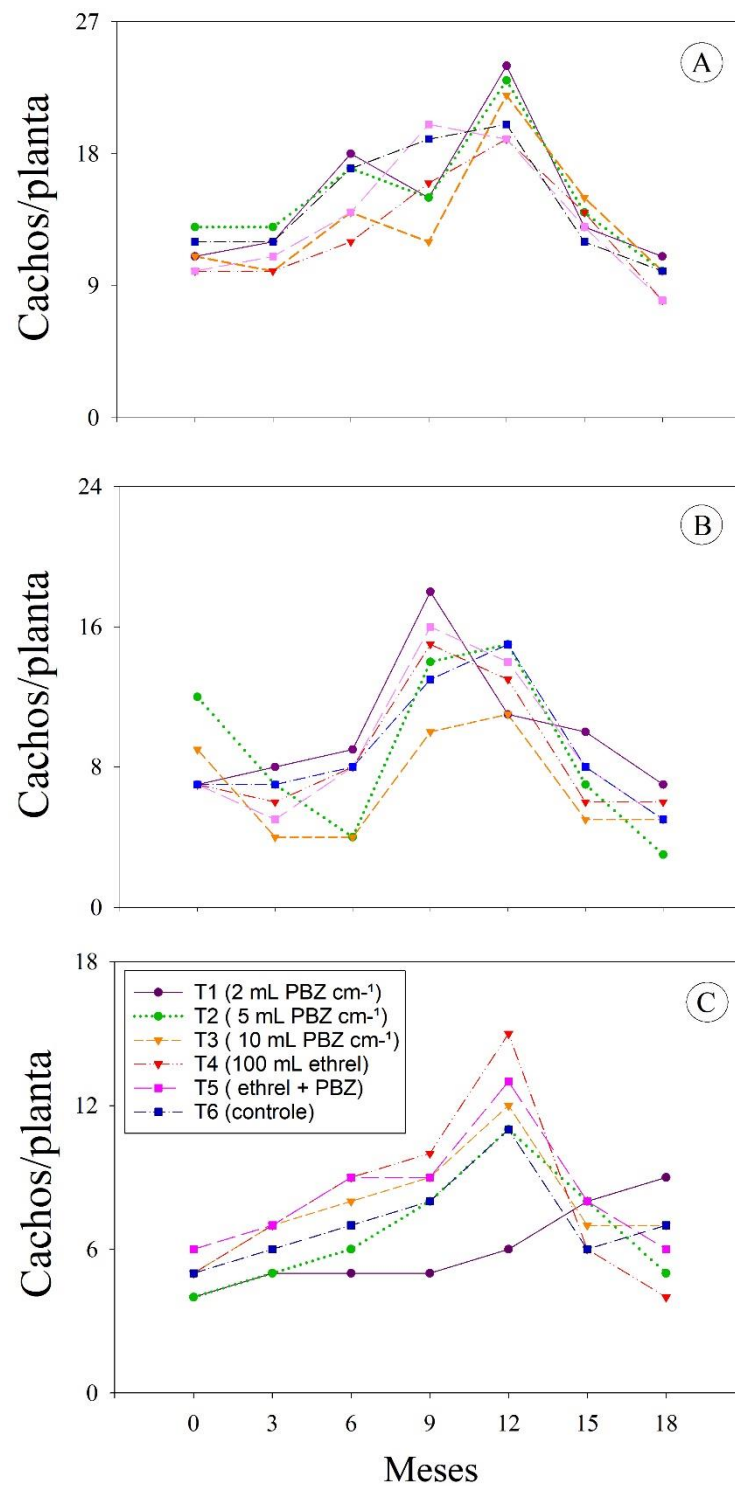 27
A
18
Cachos/planta
9
0
24
B
16
Cachos/planta
8
0
18
C
T1 (2 mL PBZ cm-¹)
T2 ( 5 mL PBZ cm-¹)
T3 ( 10 mL PBZ cm-¹)
T4 (100 mL ethrel)
T5 ( ethrel + PBZ)
T6 (controle)
12
Cachos/planta
6
0
0 3 6 9 12 15 18
Meses